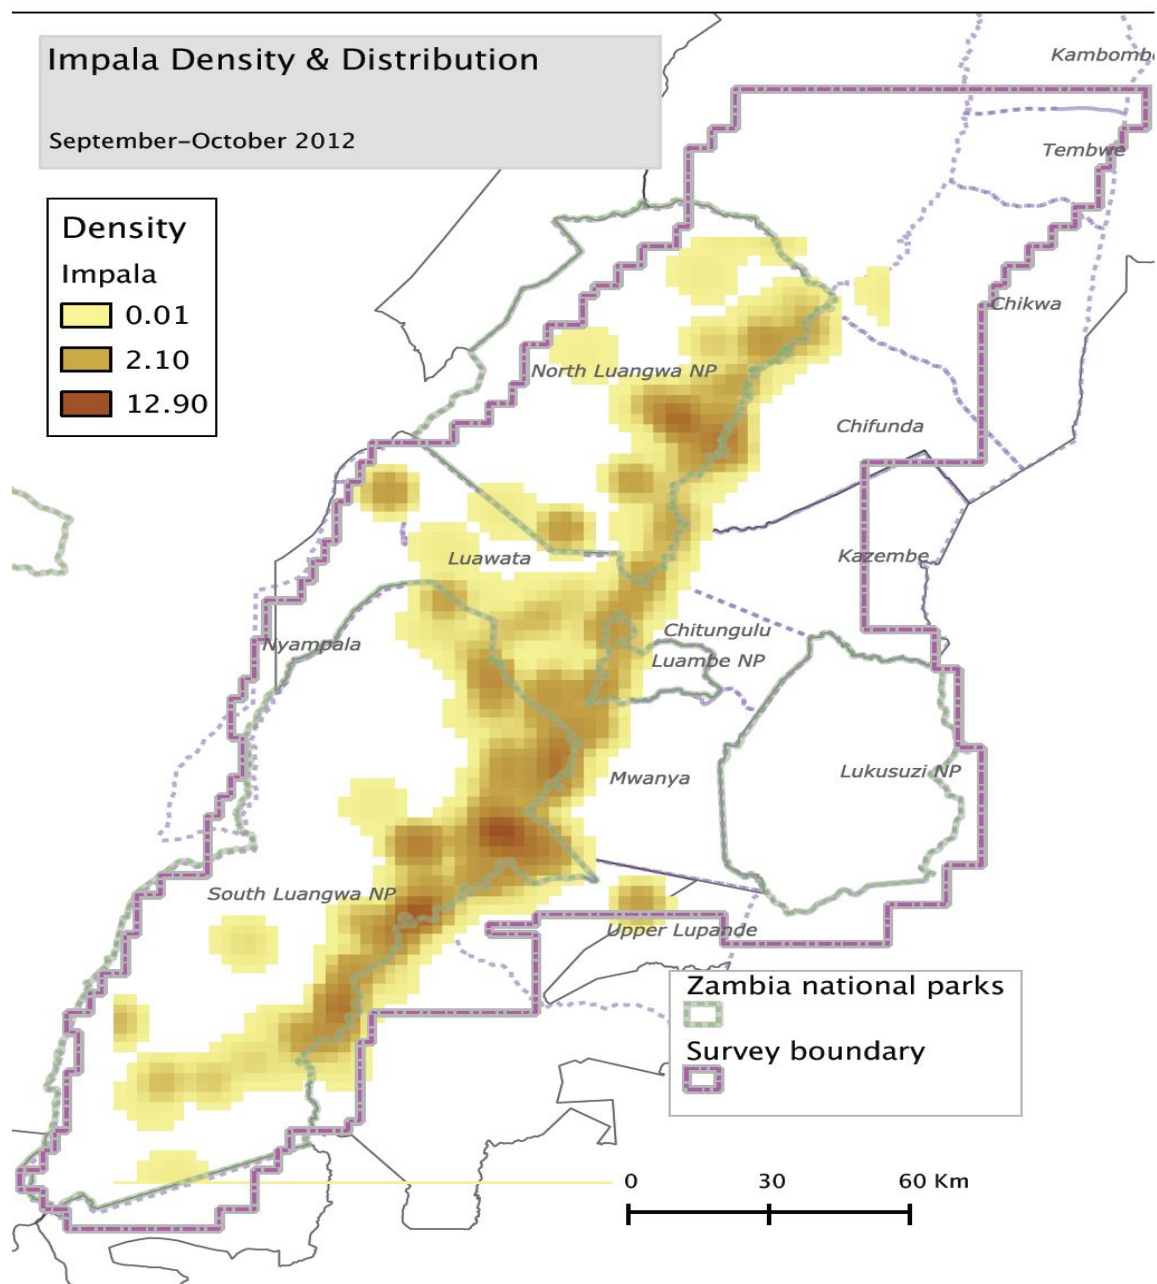 Impala Density & Distribution
September-October 2012
Kambombo
Tembwe
Density
Impala
0.01
2.10
12.90
Chikwa
North Luangwa NP
Chifunda
Luawata
Kazembe
Nyampala
Chitungulu
Luambe NP
Mwanya
Lukusuzi NP
South Luangwa NP
Upper Lupande
Zambia national parks
Survey boundary
0 30 60 Km